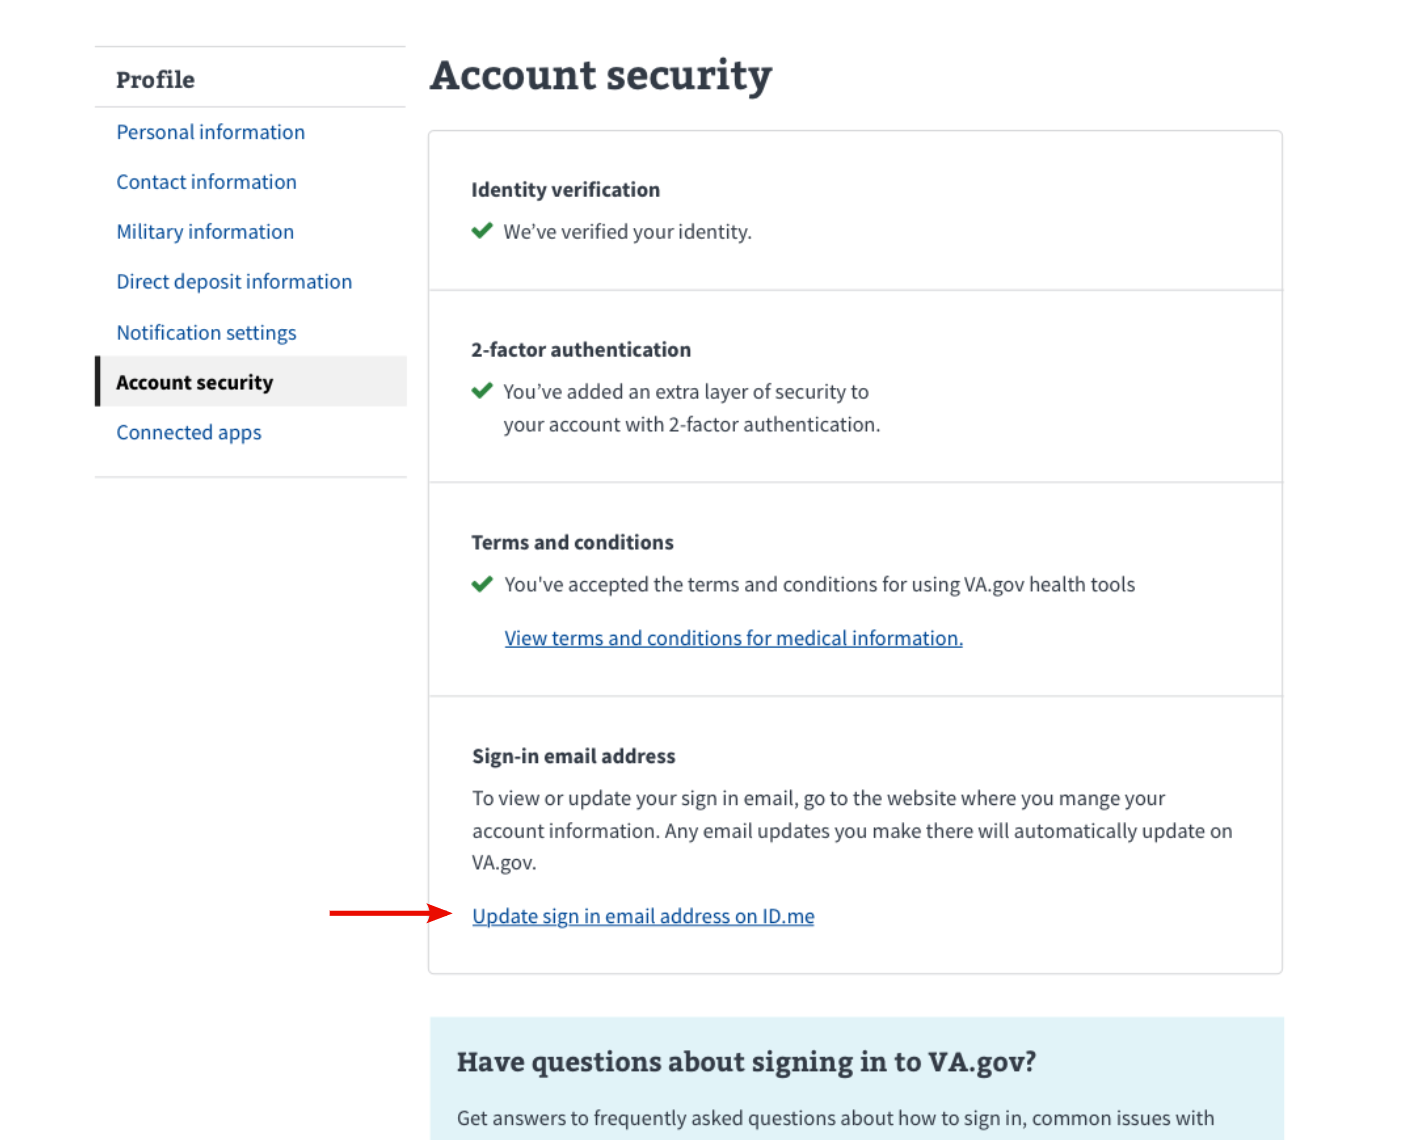 Profile
Personal information
Contact information
Military information
Direct deposit information
Notification settings
Account security
Connected apps
Account security
Identity verification
We’ve verified your identity.
2-factor authentication
You’ve added an extra layer of security to
your account with 2-factor authentication.
Terms and conditions
You've accepted the terms and conditions for using VA.gov health tools
View terms and conditions for medical information.
Sign-in email address
To view or update your sign in email, go to the website where you mange your
account information. Any email updates you make there will automatically update on
VA.gov.
Update sign in email address on ID.me
Have questions about signing in to VA.gov?
Get answers to frequently asked questions about how to sign in, common issues with